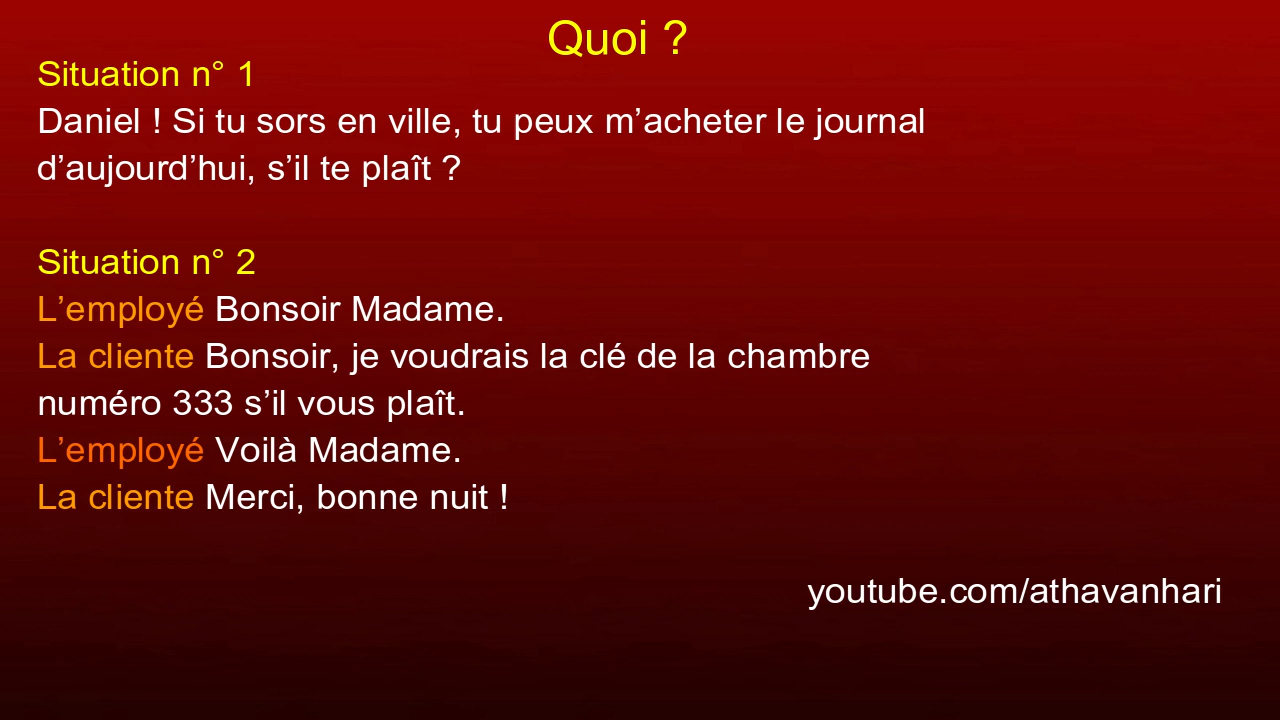 Quoi ?
Situation n° 1
Daniel ! Si tu sors en ville, tu peux m’acheter le journal
d’aujourd’hui, s’il te plaît ?
Situation n° 2
L’employé Bonsoir Madame.
La cliente Bonsoir, je voudrais la clé de la chambre
numéro 333 s’il vous plaît.
L’employé Voilà Madame.
La cliente Merci, bonne nuit !
youtube.com/athavanhari